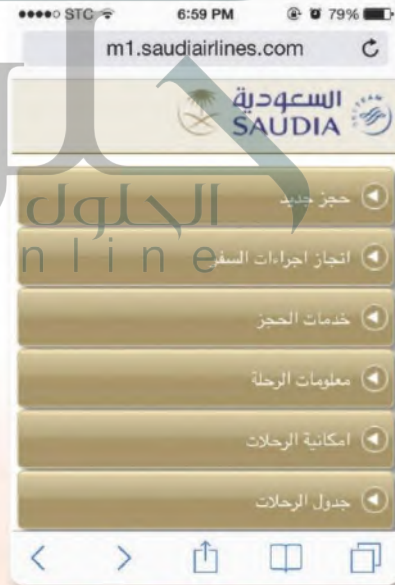 STC 6:59 PM 79%
m1.saudiairlines.com
السعودية
SAUDIA
SKYTEAM
حجز جديد
الحلول
انجاز اجراءات السفر
nline
خدمات الحجز
معلومات الرحلة
امكانية الرحلات
جدول الرحلات